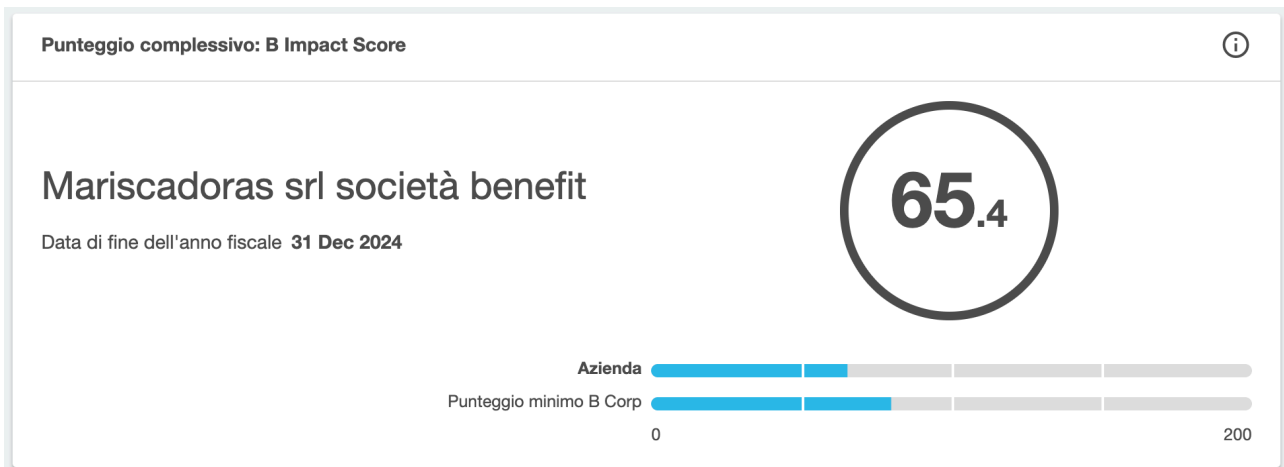 Punteggio complessivo: B Impact Score
Mariscadoras srl società benefit
Data di fine dell'anno fiscale 31 Dec 2024
65.4
Azienda
Punteggio minimo B Corp
0 200